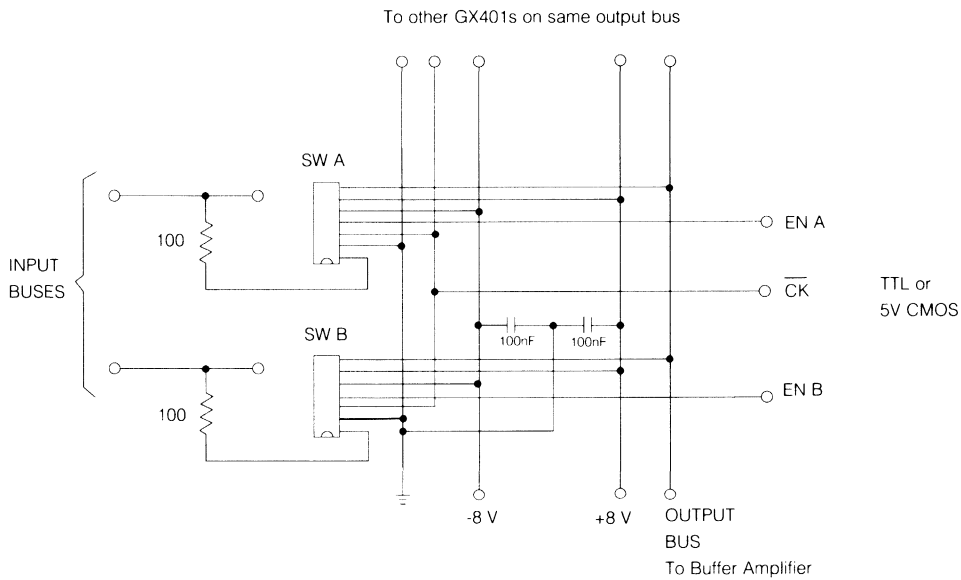 To other GX401s on same output bus
SW A
100
EN A
INPUT
BUSES
CK
TTL or
5V CMOS
100nF
100nF
SW B
EN B
100
-8 V
+8 V
OUTPUT
BUS
To Buffer Amplifier